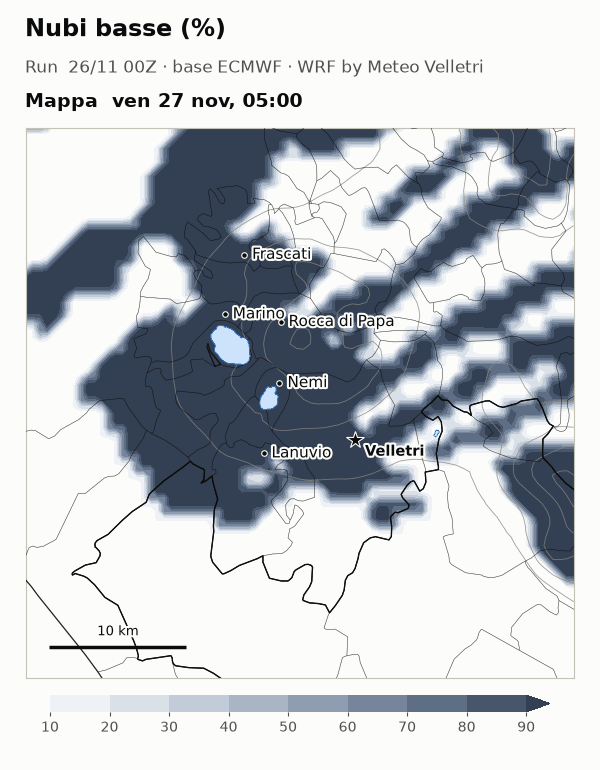 Nubi basse (%)
Run  26/11 00Z · base ECMWF · WRF by Meteo Velletri
Mappa  ven 27 nov, 05:00
Frascati
Marino
Rocca di Papa
Nemi
Velletri
Lanuvio
10 km
10 20 30 40 50 60 70 80 90